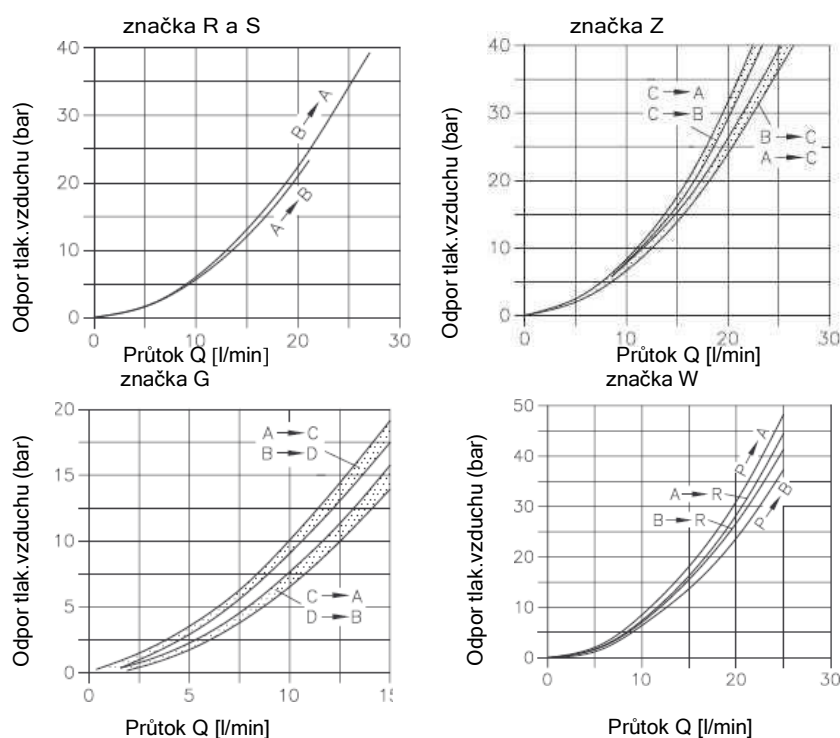 značka R a S
značka Z
Odpor tlak.vzduchu (bar)
40
30
20
10
0
B → A
A → B
0 10 20 30
Průtok Q [l/min]
Odpor tlak.vzduchu (bar)
40
30
20
10
0
C → A
C → B
B → C
A → C
0 10 20 30
Průtok Q [l/min]
značka G
značka W
Odpor tlak.vzduchu (bar)
20
15
10
5
0
A → C
B → D
C → A
D → B
0 5 10 15
Průtok Q [l/min]
Odpor tlak.vzduchu (bar)
50
40
30
20
10
0
P → A
A → R
B → R
P → B
0 10 20 30
Průtok Q [l/min]